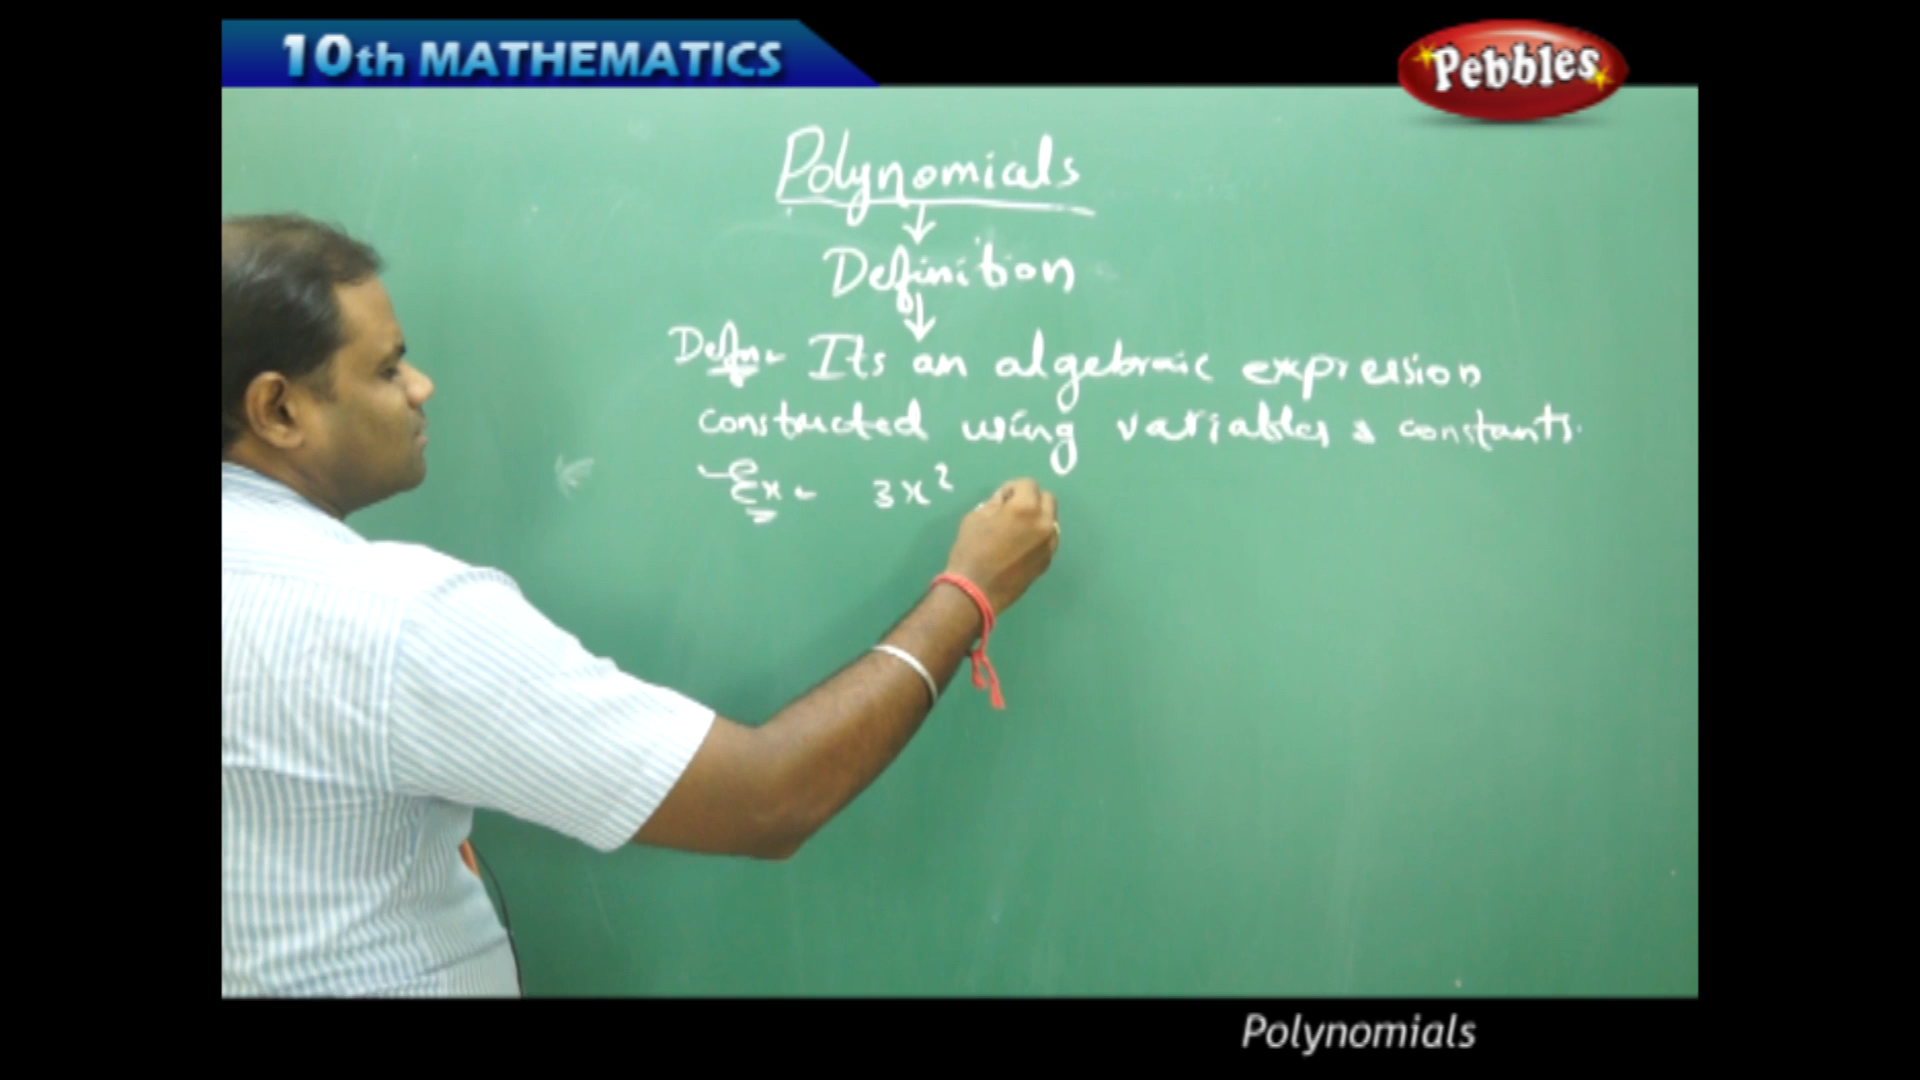 10th MATHEMATICS
Pebbles
Polynomials
Definition
Defn- Its an algebraic expression
constructed using variables & constants.
Ex- 3x²
Polynomials